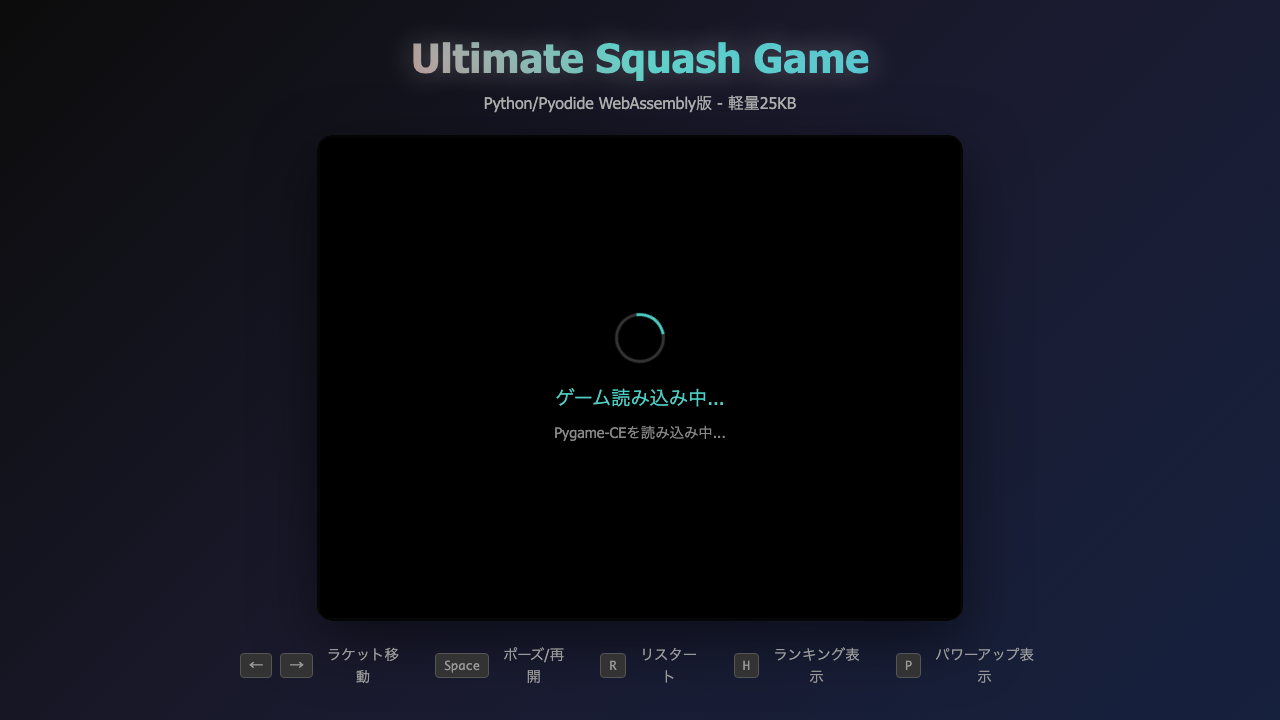 Ultimate Squash Game
Python/Pyodide WebAssembly版 - 軽量25KB
ゲーム読み込み中...
Pygame-CEを読み込み中...
← → ラケット移動
Space ポーズ/再開
R リスタート
H ランキング表示
P パワーアップ表示